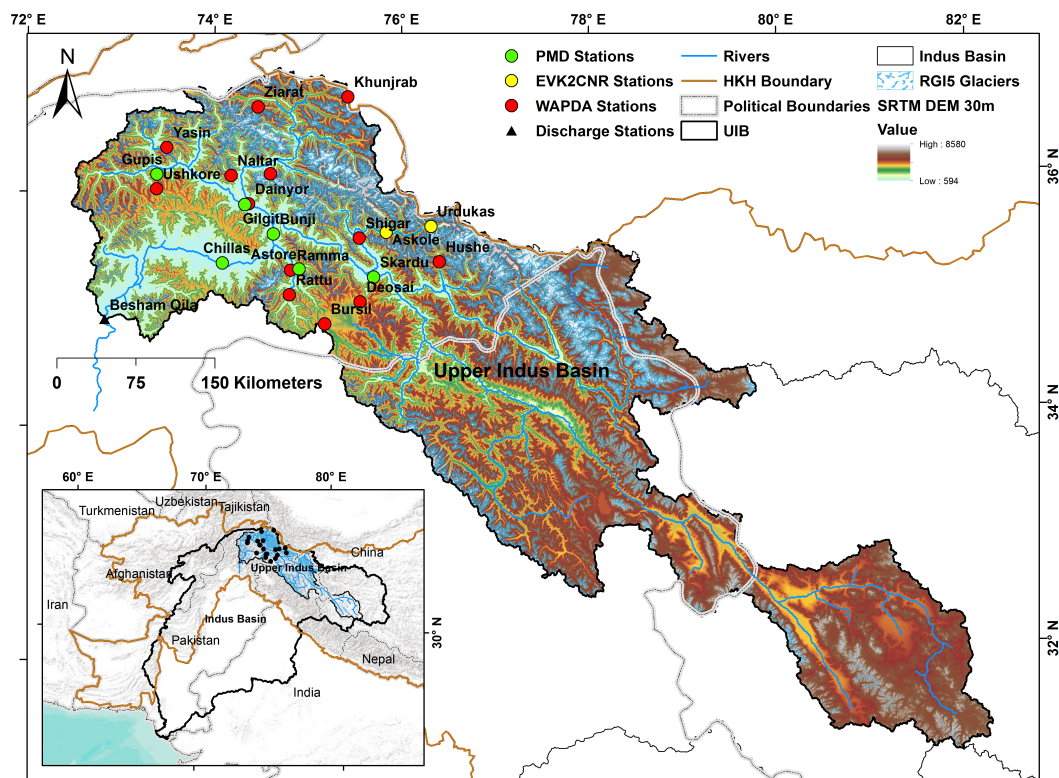 72° E
74° E
76° E
78° E
80° E
82° E
N
PMD Stations
EVK2CNR Stations
WAPDA Stations
Discharge Stations
Rivers
HKH Boundary
Political Boundaries
UIB
Indus Basin
RGI5 Glaciers
SRTM DEM 30m
Value
High : 8580
Low : 594
36° N
34° N
32° N
Khunjrab
Ziarat
Yasin
Gupis
Ushkore
Naltar
Dainyor
Gilgit
Bunji
Urdukas
Shigar
Askole
Hushe
Chillas
Astore
Ramma
Skardu
Rattu
Deosai
Besham Qila
Bursil
0
75
150 Kilometers
Upper Indus Basin
60° E
70° E
80° E
Uzbekistan
Turkmenistan
Tajikistan
China
Afghanistan
Upper Indus Basin
Iran
Indus Basin
30° N
Pakistan
Nepal
India